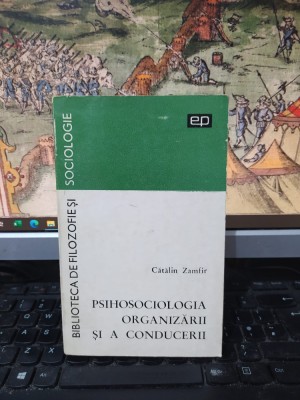 ep
BIBLIOTECA DE FILOZOFIE ȘI SOCIOLOGIE
Cătălin Zamfir
PSIHOSOCIOLOGIA
ORGANIZĂRII
ȘI A CONDUCERII